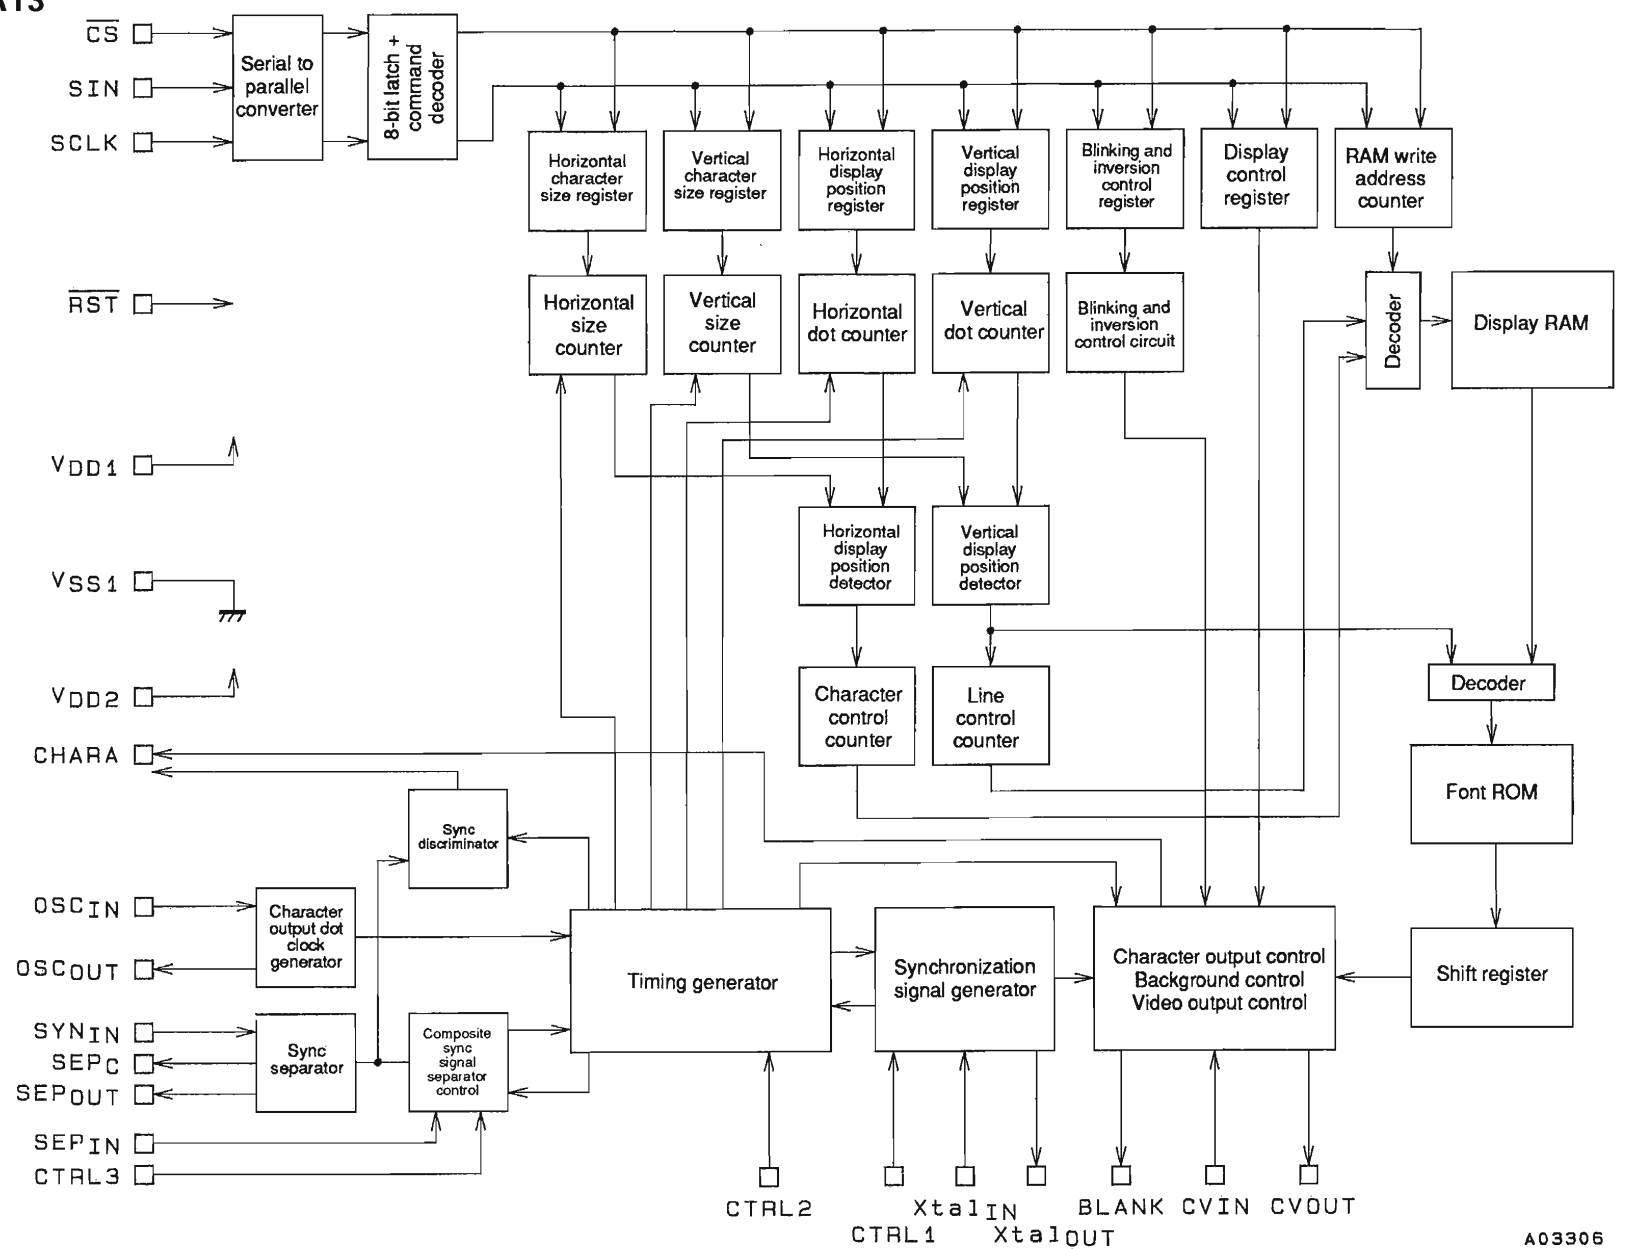 CS
SIN
SCLK
Serial to
parallel
converter
8-bit latch +
command
decoder
Horizontal
character
size register
Vertical
character
size register
Horizontal
display
position
register
Vertical
display
position
register
Blinking and
inversion
control
register
Display
control
register
RAM write
address
counter
RST
Horizontal
size
counter
Vertical
size
counter
Horizontal
dot counter
Vertical
dot counter
Blinking and
inversion
control circuit
Decoder
Display RAM
VDD1
VSS1
VDD2
Horizontal
display
position
detector
Vertical
display
position
detector
Character
control
counter
Line
control
counter
Decoder
Font ROM
CHARA
Sync
discriminator
OSCIN
OSCOUT
Character
output dot
clock
generator
Timing generator
Synchronization
signal generator
Character output control
Background control
Video output control
Shift register
SYNIN
SEPC
SEPOUT
Sync
separator
Composite
sync
signal
separator
control
SEPIN
CTRL3
CTRL2
XtalIN
BLANK CVIN CVOUT
CTRL1
XtalOUT
A03306